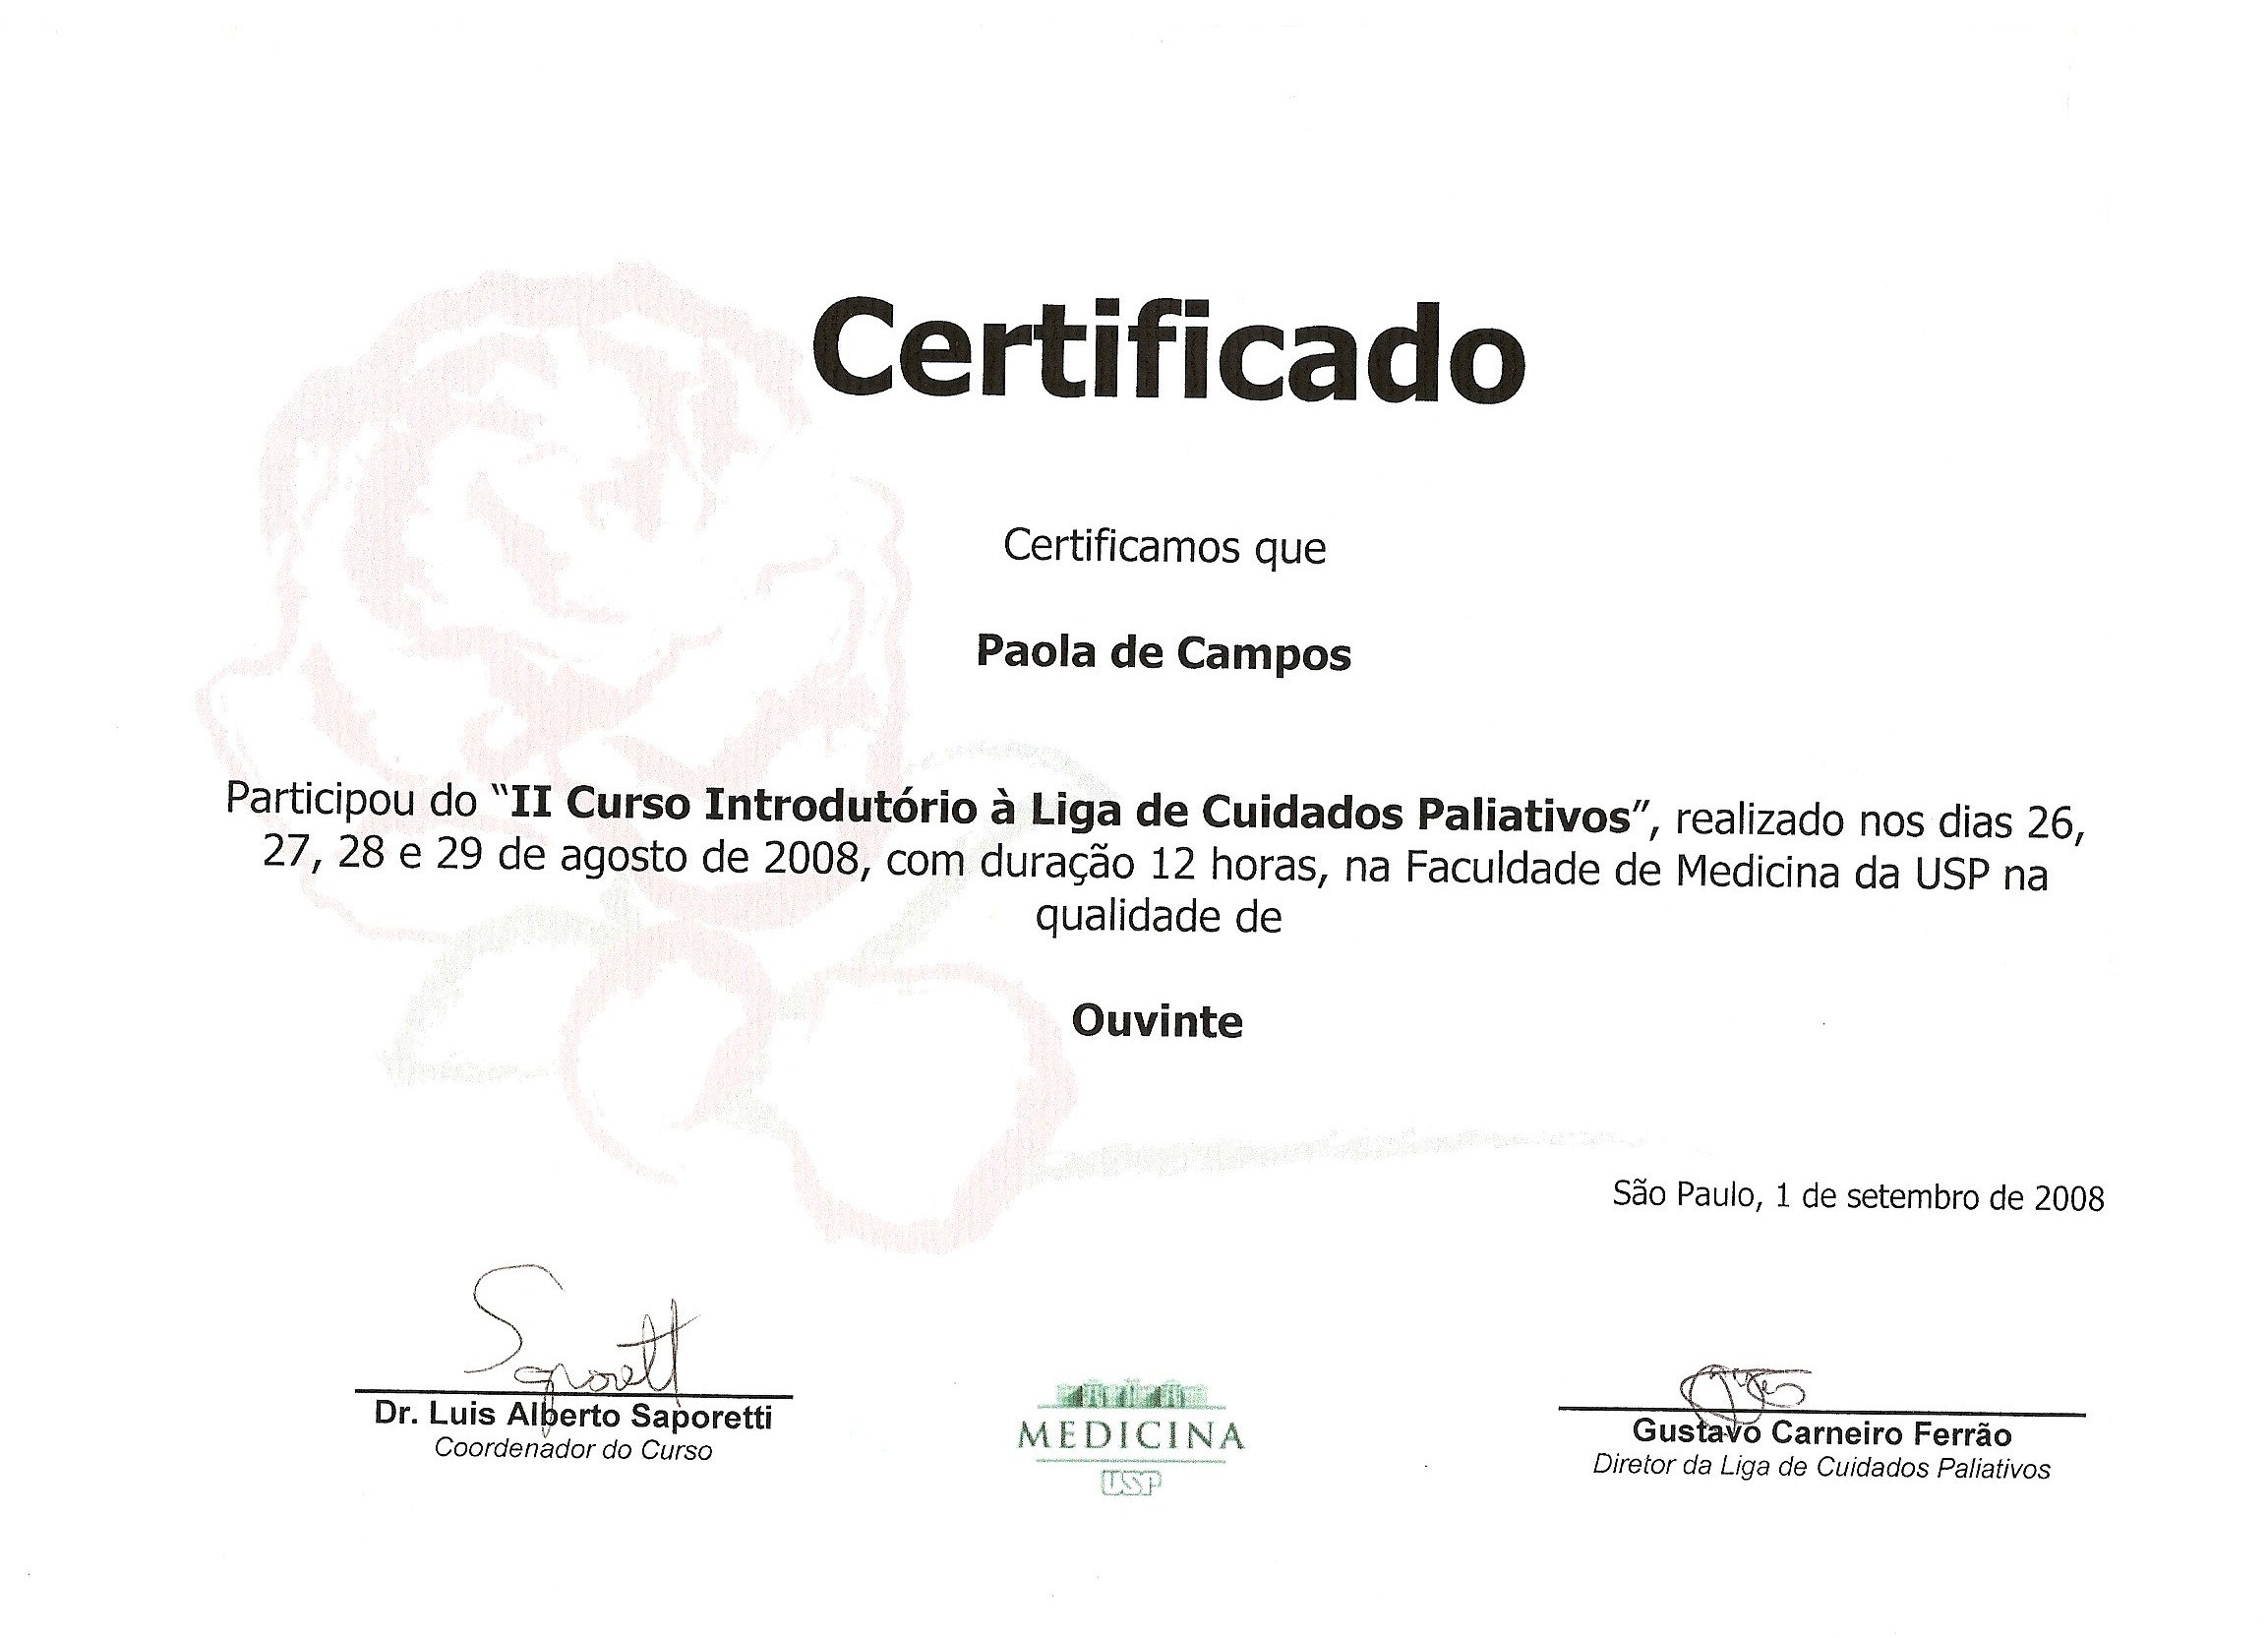 Certificado
Certificamos que
Paola de Campos
Participou do “II Curso Introdutório à Liga de Cuidados Paliativos”, realizado nos dias 26,
27, 28 e 29 de agosto de 2008, com duração 12 horas, na Faculdade de Medicina da USP na
qualidade de
Ouvinte
São Paulo, 1 de setembro de 2008
Saporetti
Dr. Luis Alberto Saporetti
Coordenador do Curso
MEDICINA
USP
Gustavo Carneiro Ferrão
Diretor da Liga de Cuidados Paliativos